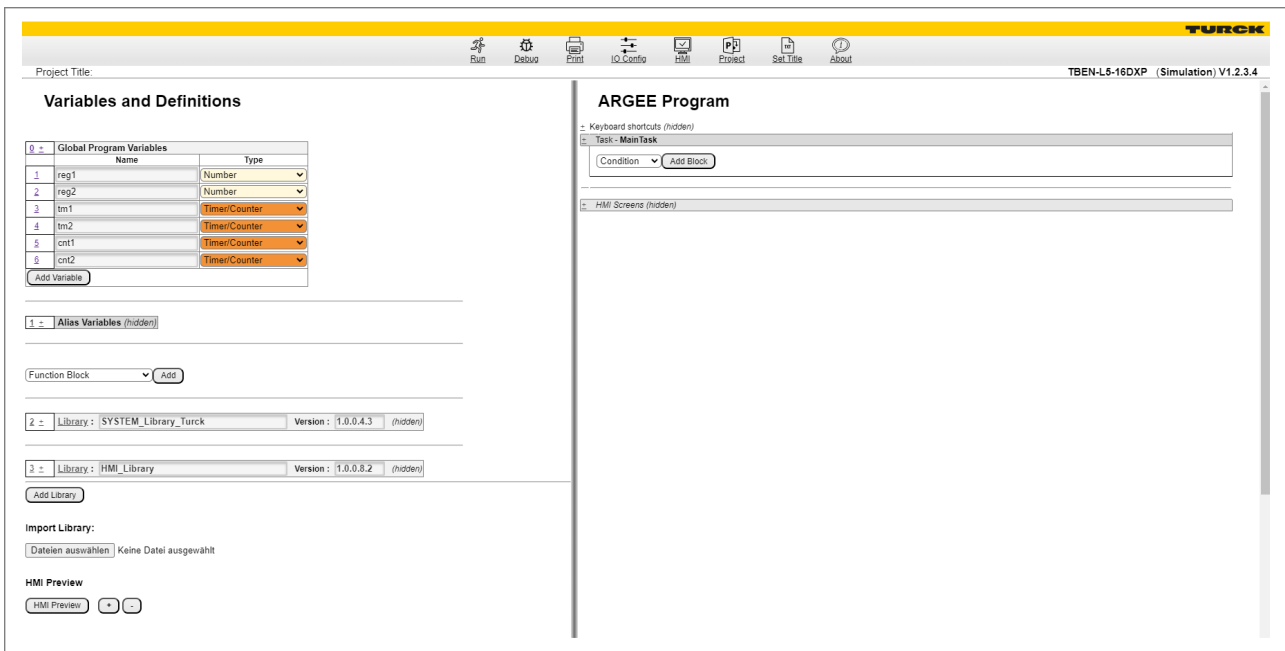 TURCK
Run Debug Print IO Config HMI Project Set Title About
Project Title:
TBEN-L5-16DXP (Simulation) V1.2.3.4
Variables and Definitions
0 + Global Program Variables
Name Type
1 reg1 Number
2 reg2 Number
3 tm1 Timer/Counter
4 tm2 Timer/Counter
5 cnt1 Timer/Counter
6 cnt2 Timer/Counter
Add Variable
1 + Alias Variables (hidden)
Function Block Add
2 + Library : SYSTEM_Library_Turck Version : 1.0.0.4.3 (hidden)
3 + Library : HMI_Library Version : 1.0.0.8.2 (hidden)
Add Library
Import Library:
Dateien auswählen Keine Datei ausgewählt
HMI Preview
HMI Preview + -
ARGEE Program
+ Keyboard shortcuts (hidden)
+ Task - MainTask
Condition Add Block
+ HMI Screens (hidden)